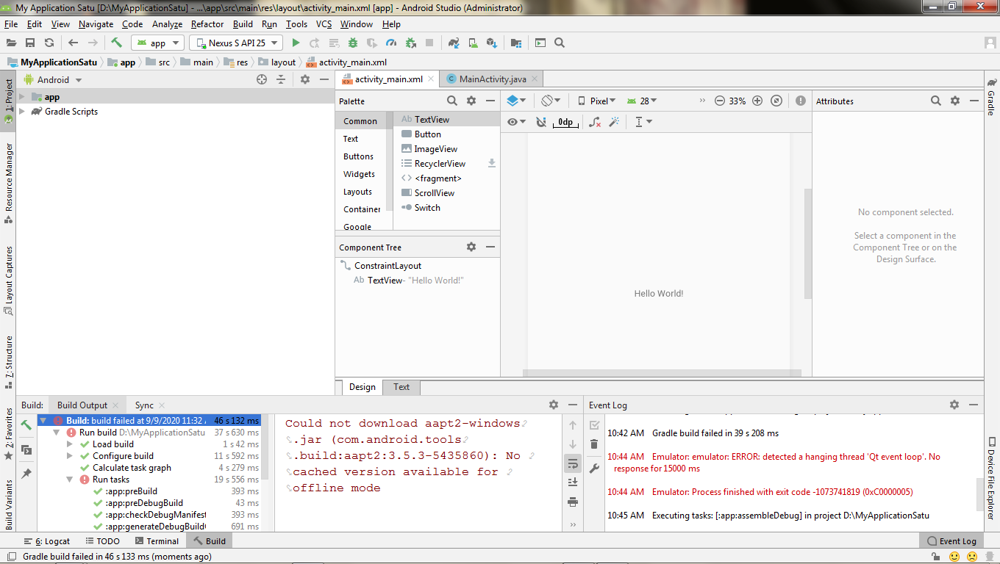 My Application Satu [D:\MyApplicationSatu] - ...\app\src\main\res\layout\activity_main.xml [app] - Android Studio (Administrator)
File Edit View Navigate Code Analyze Refactor Build Run Tools VCS Window Help
app Nexus S API 25
MyApplicationSatu app src main res layout activity_main.xml
1: Project
Resource Manager
Layout Captures
7: Structure
2: Favorites
Build Variants
Android
app
Gradle Scripts
activity_main.xml MainActivity.java
Palette
Common
Text
Buttons
Widgets
Layouts
Container
Google
Ab TextView
Button
ImageView
RecyclerView
<fragment>
ScrollView
Switch
Component Tree
ConstraintLayout
Ab TextView- "Hello World!"
Pixel 28 >> 33%
0dp
Hello World!
Attributes
No component selected.
Select a component in the
Component Tree or on the
Design Surface.
Gradle
Device File Explorer
Design Text
Build: Build Output Sync
Build: build failed at 9/9/2020 11:32 46 s 132 ms
Run build D:\MyApplicationSatu 37 s 630 ms
Load build 1 s 42 ms
Configure build 11 s 592 ms
Calculate task graph 4 s 279 ms
Run tasks 19 s 556 ms
:app:preBuild 393 ms
:app:preDebugBuild 43 ms
:app:checkDebugManifest 393 ms
:app:generateDebugBuild 691 ms
Could not download aapt2-windows
.jar (com.android.tools
.build:aapt2:3.5.3-5435860): No
cached version available for
offline mode
>>
Event Log
10:42 AM Gradle build failed in 39 s 208 ms
10:44 AM Emulator: emulator: ERROR: detected a hanging thread 'Qt event loop'. No
response for 15000 ms
10:44 AM Emulator: Process finished with exit code -1073741819 (0xC0000005)
10:45 AM Executing tasks: [:app:assembleDebug] in project D:\MyApplicationSatu
6: Logcat TODO Terminal Build Event Log
Gradle build failed in 46 s 133 ms (moments ago)